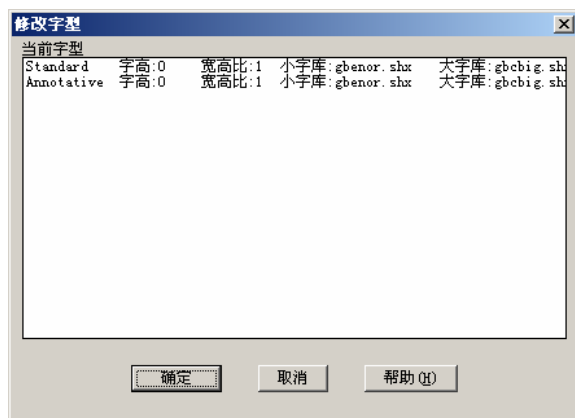 修改字型
当前字型
Standard 字高:0 宽高比:1 小字库:gbenor.shx 大字库:gbcbig.sh
Annotative 字高:0 宽高比:1 小字库:gbenor.shx 大字库:gbcbig.sh
确定 取消 帮助(H)